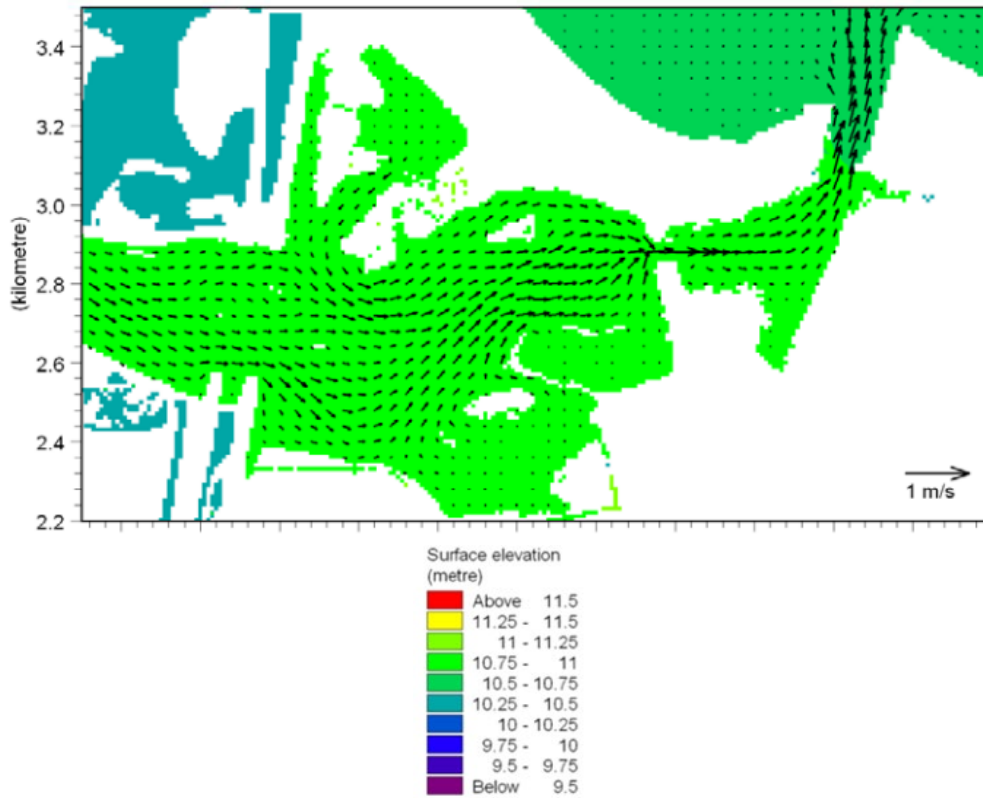 3.4
3.2
3.0
(kilometre)
2.8
2.6
2.4
1 m/s
2.2
Surface elevation
(metre)
Above 11.5
11.25 - 11.5
11 - 11.25
10.75 - 11
10.5 - 10.75
10.25 - 10.5
10 - 10.25
9.75 - 10
9.5 - 9.75
Below 9.5